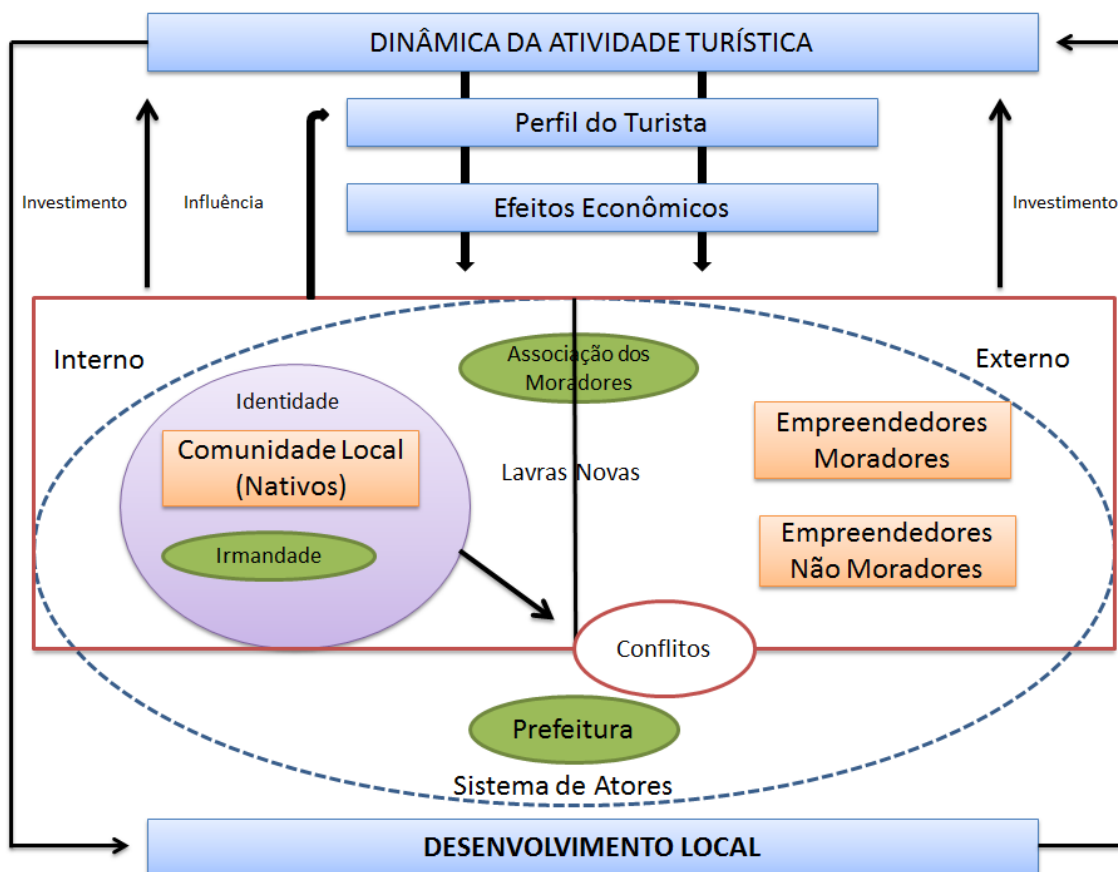 DINÂMICA DA ATIVIDADE TURÍSTICA
Perfil do Turista
Investimento
Influência
Efeitos Econômicos
Investimento
Interno
Externo
Associação dos
Moradores
Identidade
Comunidade Local
(Nativos)
Empreendedores
Moradores
Lavras Novas
Irmandade
Empreendedores
Não Moradores
Conflitos
Prefeitura
Sistema de Atores
DESENVOLVIMENTO LOCAL